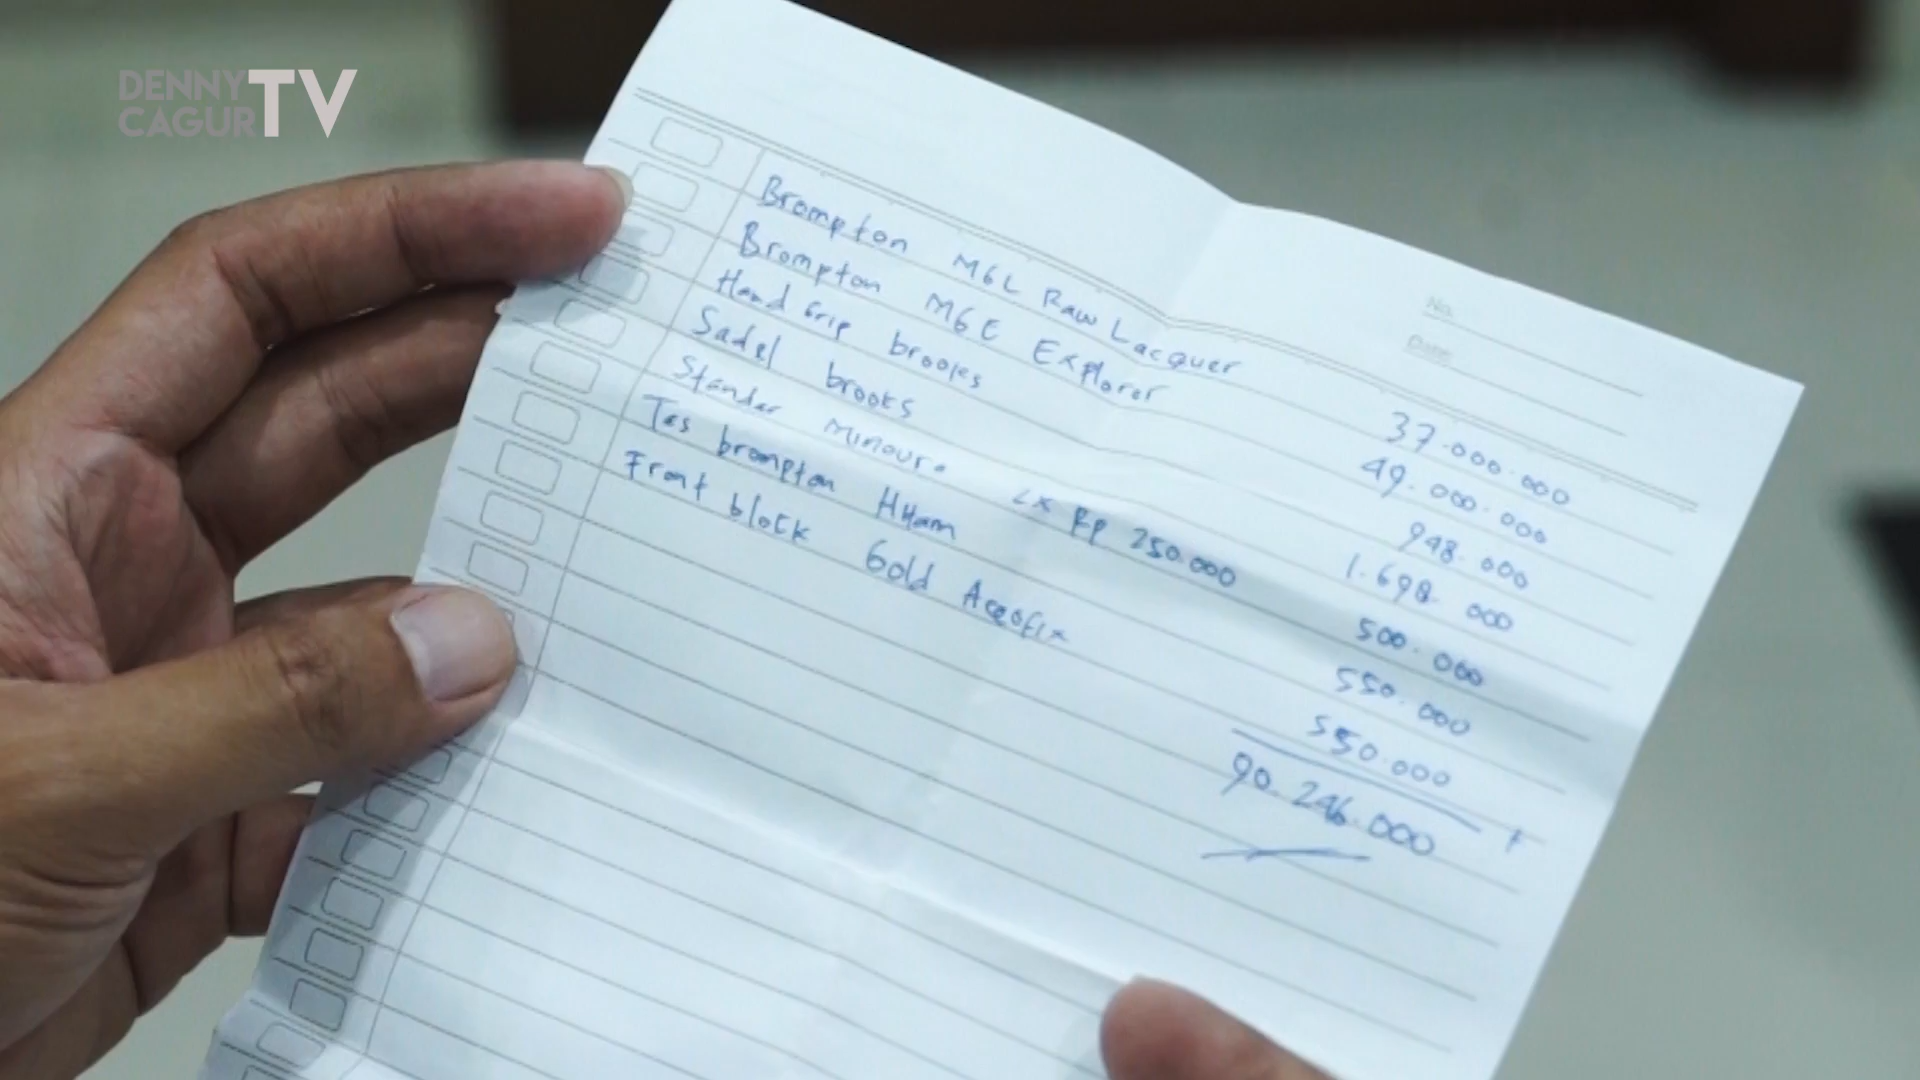 DENNY
CAGUR TV
No.
Date
Brompton M6L Raw Lacquer 37.000.000
Brompton M6E Explorer 49.000.000
Hand Grip brooks 948.000
Sadel brooks 1.698.000
Standar Minoura 2x Rp 250.000 500.000
Tas brompton Hitam 550.000
Front block Gold Aceofix 550.000
+
90.246.000